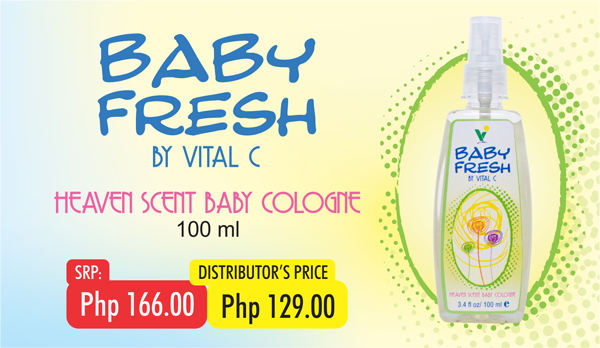 BABY
FRESH
BY VITAL C
HEAVEN SCENT BABY COLOGNE
100 ml
SRP:
Php 166.00
DISTRIBUTOR'S PRICE
Php 129.00
BABY
FRESH
BY VITAL C
HEAVEN SCENT BABY COLOGNE
3.4 fl oz/ 100 ml ℮